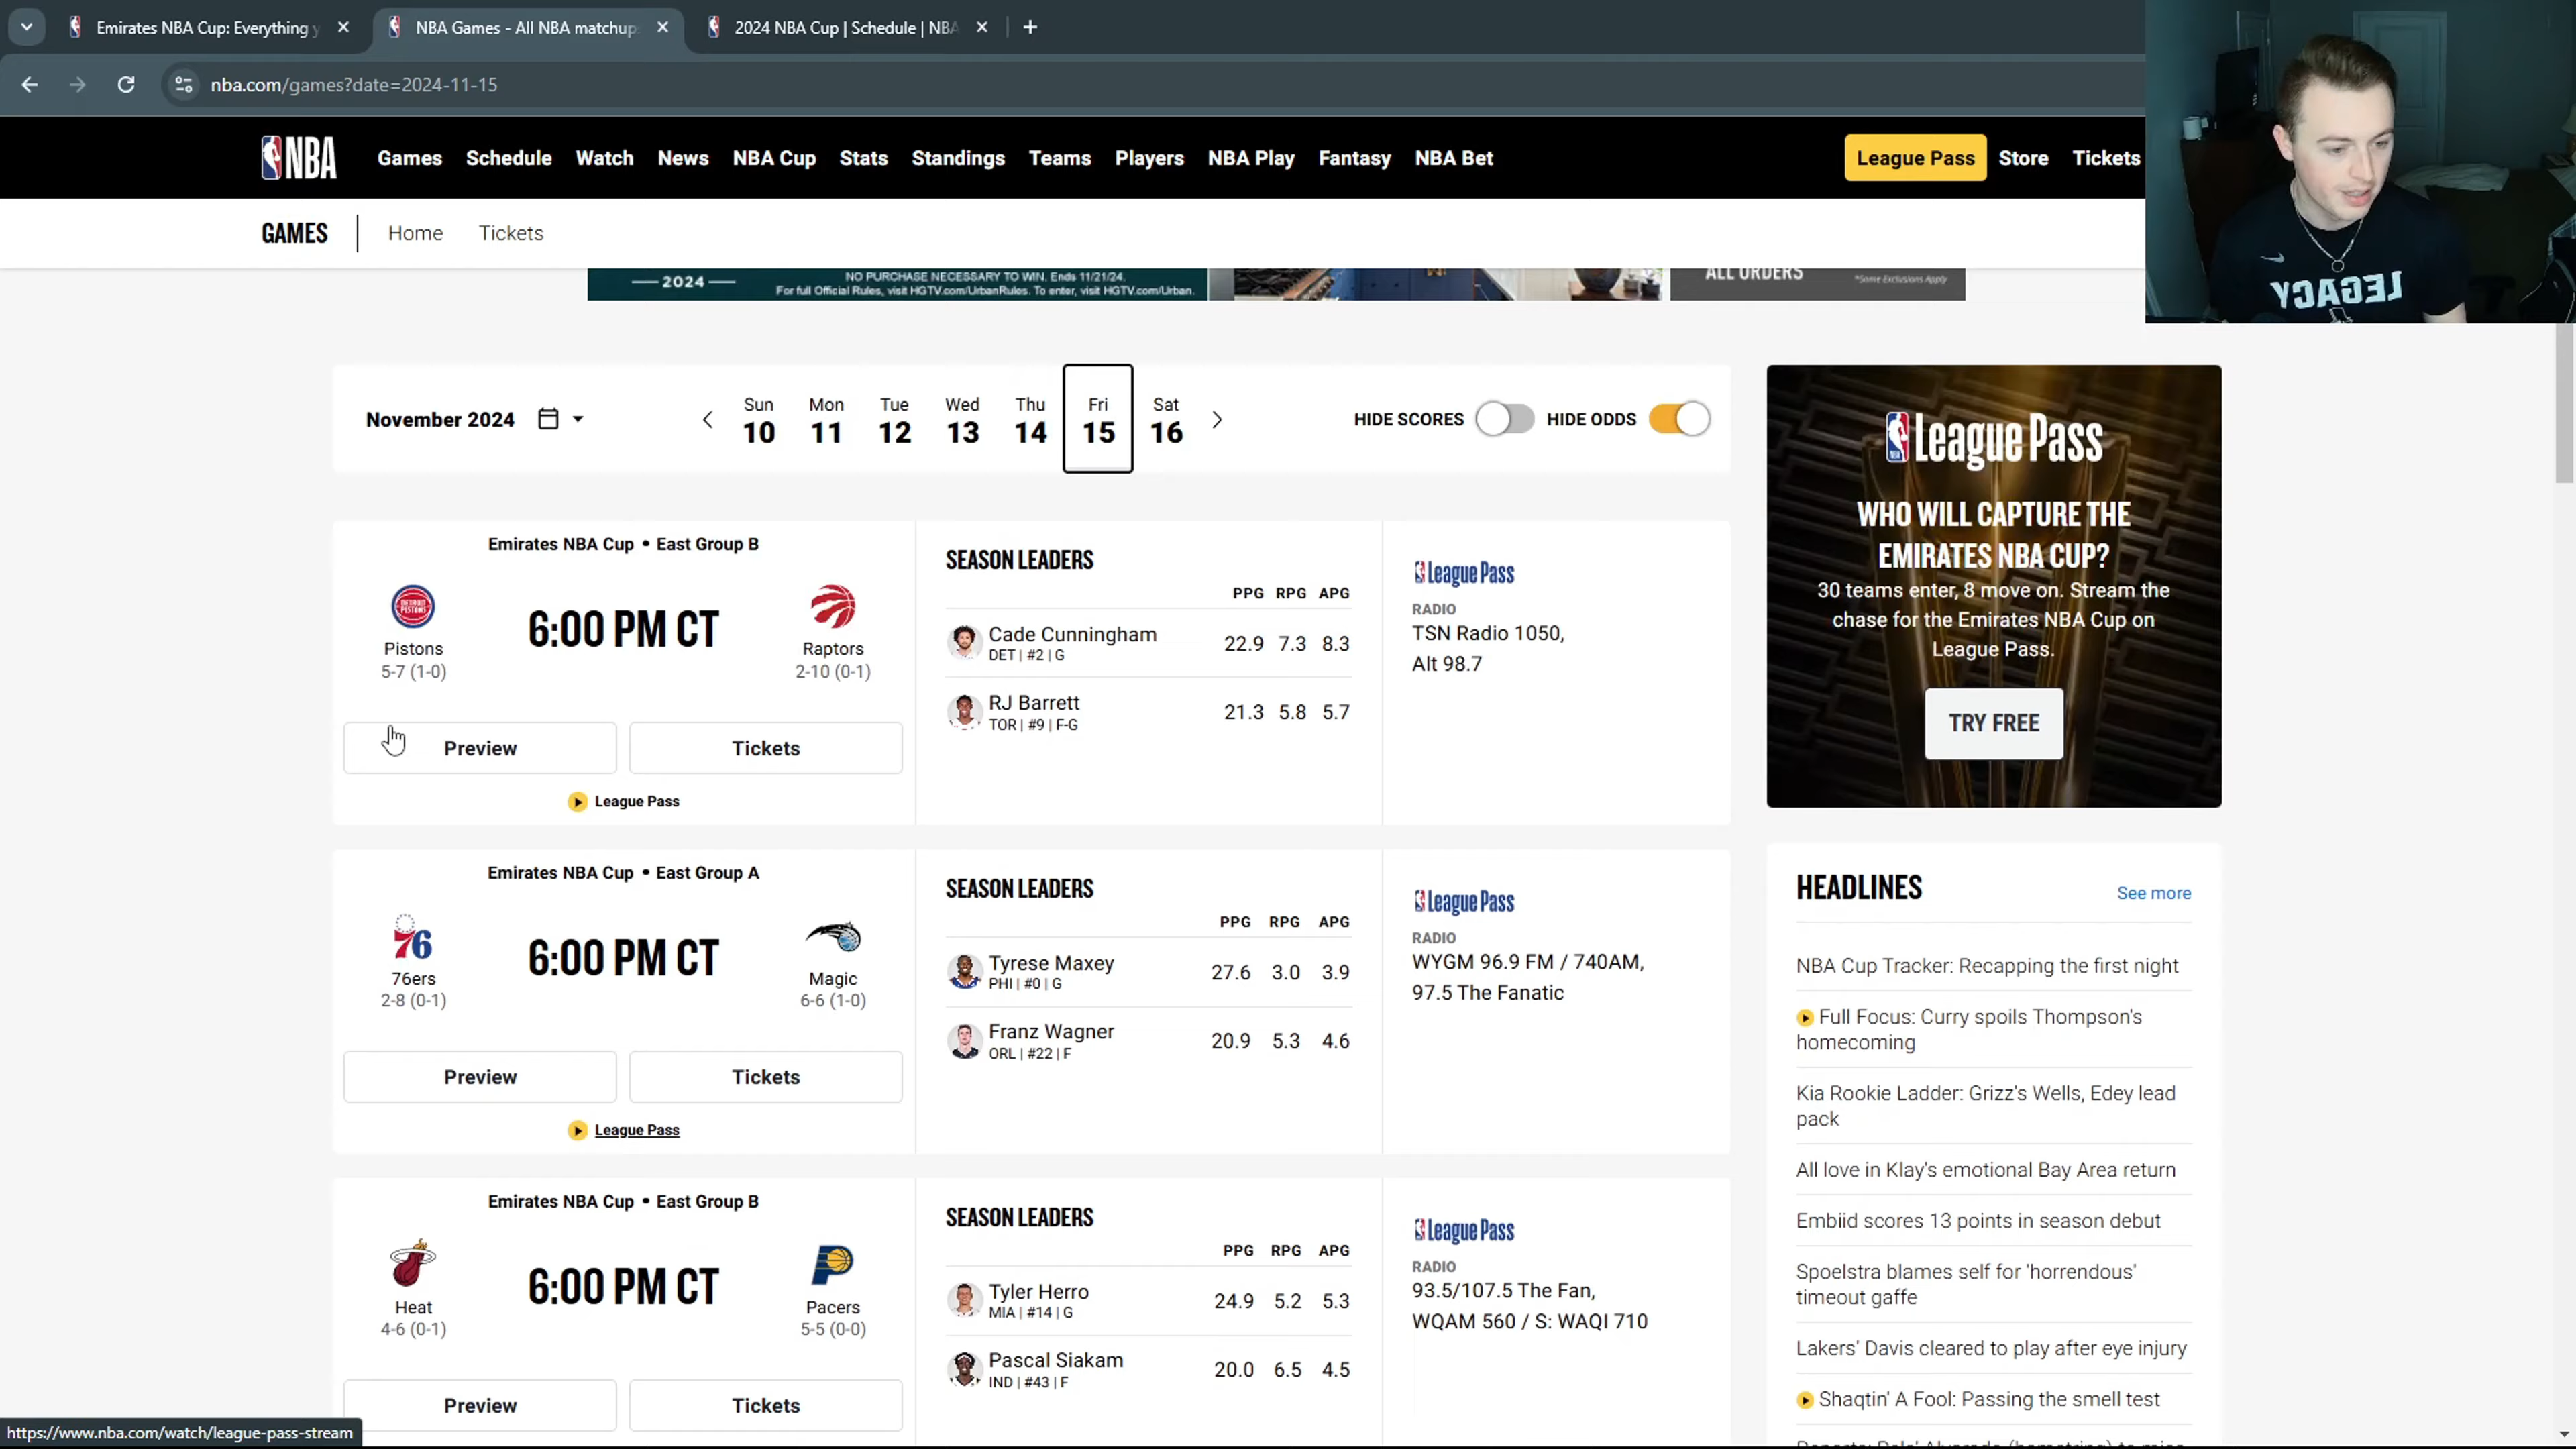 Emirates NBA Cup: Everything y
NBA Games - All NBA matchup
2024 NBA Cup | Schedule | NBA
nba.com/games?date=2024-11-15
NBA Games Schedule Watch News NBA Cup Stats Standings Teams Players NBA Play Fantasy NBA Bet League Pass Store Tickets
LEGACY
GAMES Home Tickets
2024
NO PURCHASE NECESSARY TO WIN. Ends 11/21/24.
For full Official Rules, visit HGTV.com/UrbanRules. To enter, visit HGTV.com/Urban.
ALL ORDERS
*Some Exclusions Apply
November 2024
Sun Mon Tue Wed Thu Fri Sat
10 11 12 13 14 15 16
HIDE SCORES HIDE ODDS
Emirates NBA Cup • East Group B
Pistons
5-7 (1-0)
6:00 PM CT
Raptors
2-10 (0-1)
Preview Tickets
League Pass
SEASON LEADERS
PPG RPG APG
Cade Cunningham 22.9 7.3 8.3
DET | #2 | G
RJ Barrett 21.3 5.8 5.7
TOR | #9 | F-G
League Pass
RADIO
TSN Radio 1050,
Alt 98.7
Emirates NBA Cup • East Group A
76
76ers
2-8 (0-1)
6:00 PM CT
Magic
6-6 (1-0)
Preview Tickets
League Pass
SEASON LEADERS
PPG RPG APG
Tyrese Maxey 27.6 3.0 3.9
PHI | #0 | G
Franz Wagner 20.9 5.3 4.6
ORL | #22 | F
League Pass
RADIO
WYGM 96.9 FM / 740AM,
97.5 The Fanatic
Emirates NBA Cup • East Group B
Heat
4-6 (0-1)
6:00 PM CT
Pacers
5-5 (0-0)
Preview Tickets
SEASON LEADERS
PPG RPG APG
Tyler Herro 24.9 5.2 5.3
MIA | #14 | G
Pascal Siakam 20.0 6.5 4.5
IND | #43 | F
League Pass
RADIO
93.5/107.5 The Fan,
WQAM 560 / S: WAQI 710
League Pass
WHO WILL CAPTURE THE
EMIRATES NBA CUP?
30 teams enter, 8 move on. Stream the
chase for the Emirates NBA Cup on
League Pass.
TRY FREE
HEADLINES See more
NBA Cup Tracker: Recapping the first night
Full Focus: Curry spoils Thompson's
homecoming
Kia Rookie Ladder: Grizz's Wells, Edey lead
pack
All love in Klay's emotional Bay Area return
Embiid scores 13 points in season debut
Spoelstra blames self for 'horrendous'
timeout gaffe
Lakers' Davis cleared to play after eye injury
Shaqtin' A Fool: Passing the smell test
https://www.nba.com/watch/league-pass-stream